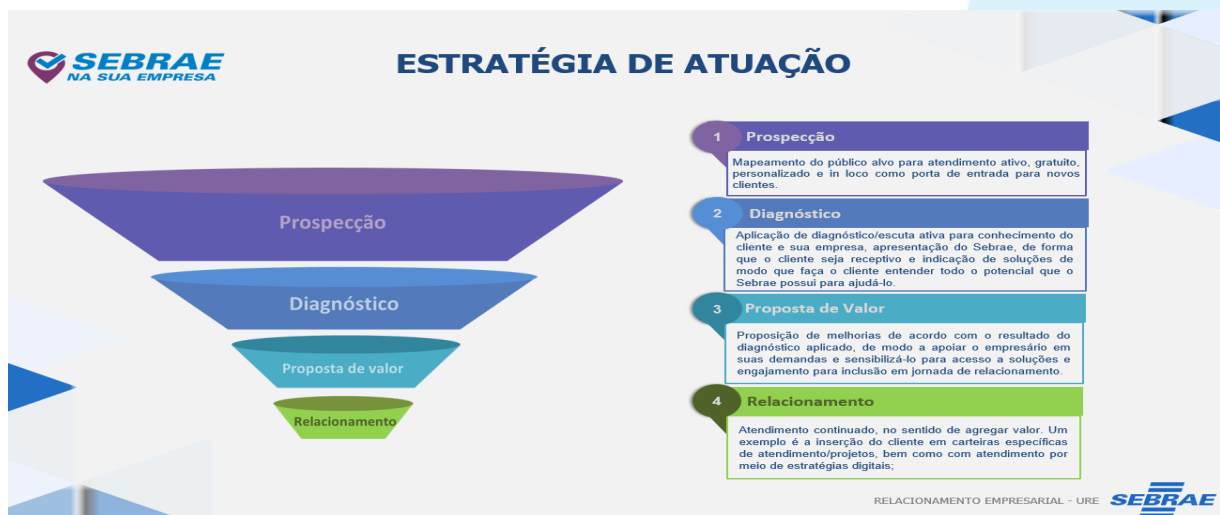 SEBRAE
NA SUA EMPRESA
ESTRATÉGIA DE ATUAÇÃO
Prospecção
Diagnóstico
Proposta de valor
Relacionamento
1 Prospecção
Mapeamento do público alvo para atendimento ativo, gratuito,
personalizado e in loco como porta de entrada para novos
clientes.
2 Diagnóstico
Aplicação de diagnóstico/escuta ativa para conhecimento do
cliente e sua empresa, apresentação do Sebrae, de forma
que o cliente seja receptivo e indicação de soluções de
modo que faça o cliente entender todo o potencial que o
Sebrae possui para ajudá-lo.
3 Proposta de Valor
Proposição de melhorias de acordo com o resultado do
diagnóstico aplicado, de modo a apoiar o empresário em
suas demandas e sensibilizá-lo para acesso a soluções e
engajamento para inclusão em jornada de relacionamento.
4 Relacionamento
Atendimento continuado, no sentido de agregar valor. Um
exemplo é a inserção do cliente em carteiras específicas
de atendimento/projetos, bem como com atendimento por
meio de estratégias digitais;
RELACIONAMENTO EMPRESARIAL - URE
SEBRAE